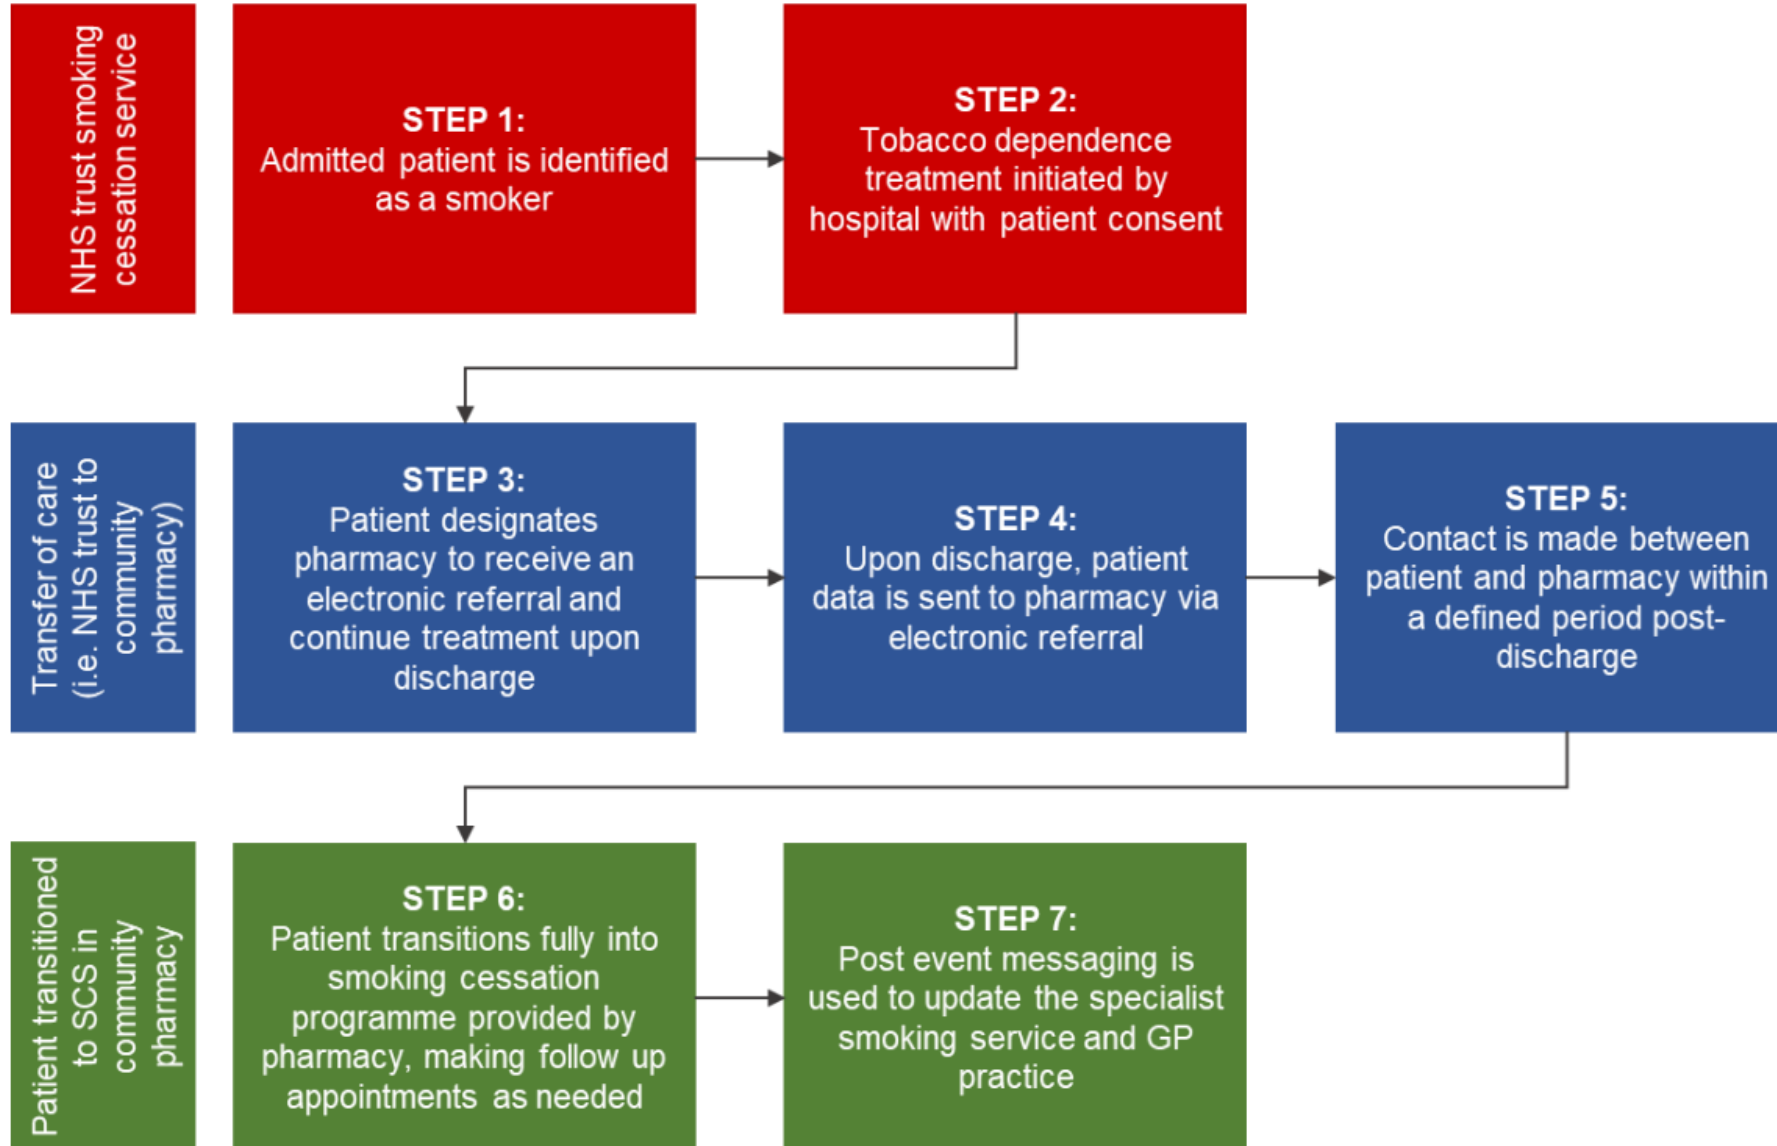 NHS trust smoking
cessation service
STEP 1:
Admitted patient is identified
as a smoker
STEP 2:
Tobacco dependence
treatment initiated by
hospital with patient consent
Transfer of care
(i.e. NHS trust to
community
pharmacy)
STEP 3:
Patient designates
pharmacy to receive an
electronic referral and
continue treatment upon
discharge
STEP 4:
Upon discharge, patient
data is sent to pharmacy via
electronic referral
STEP 5:
Contact is made between
patient and pharmacy within
a defined period post-
discharge
Patient transitioned
to SCS in
community
pharmacy
STEP 6:
Patient transitions fully into
smoking cessation
programme provided by
pharmacy, making follow up
appointments as needed
STEP 7:
Post event messaging is
used to update the specialist
smoking service and GP
practice